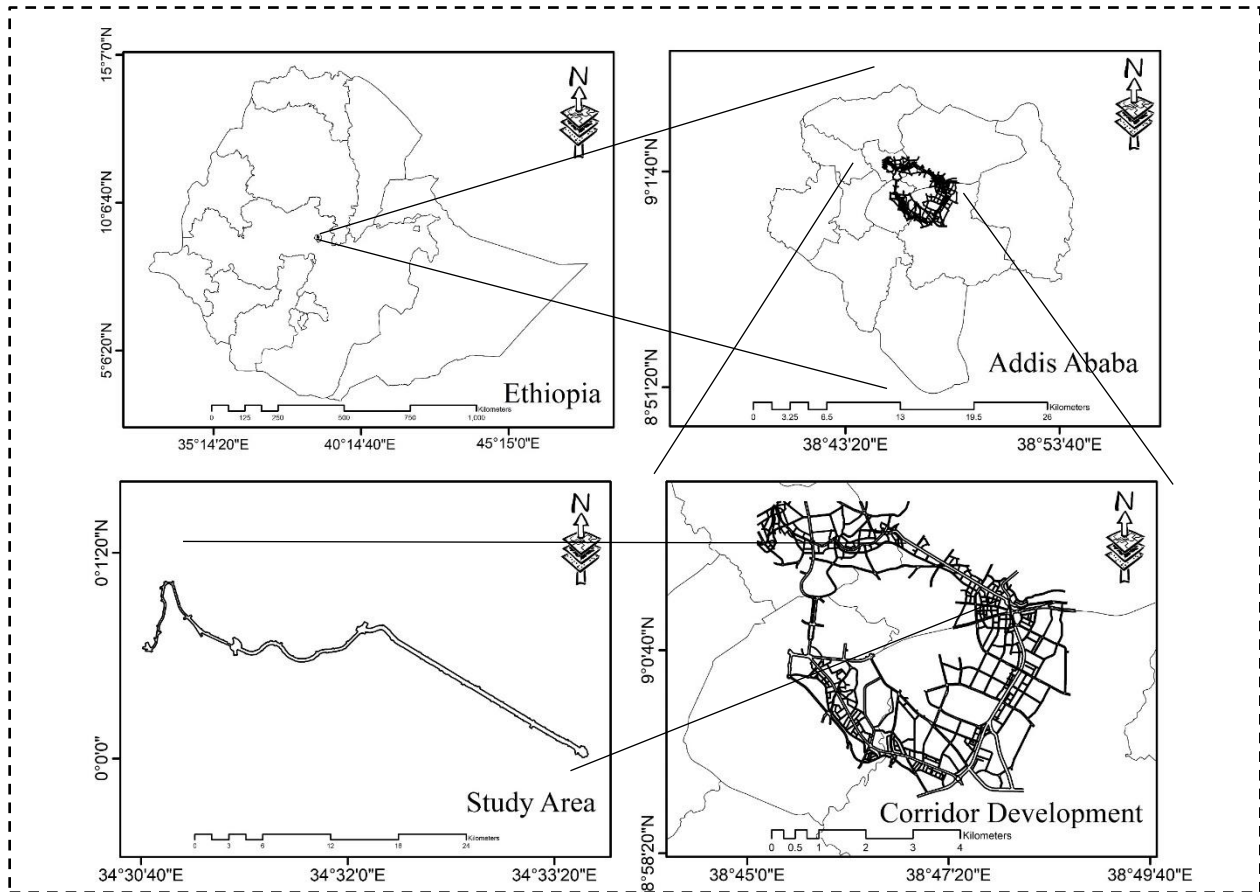 N
15°7'0"N
10°6'40"N
5°6'20"N
Ethiopia
0 125 250 500 750 1,000 Kilometers
35°14'20"E 40°14'40"E 45°15'0"E
N
9°1'40"N
8°51'20"N
Addis Ababa
0 3.25 6.5 13 19.5 26 Kilometers
38°43'20"E 38°53'40"E
N
0°1'20"N
0°0'0"
Study Area
0 3 6 12 18 24 Kilometers
34°30'40"E 34°32'0"E 34°33'20"E
N
9°0'40"N
8°58'20"N
Corridor Development
0 0.5 1 2 3 4 Kilometers
38°45'0"E 38°47'20"E 38°49'40"E